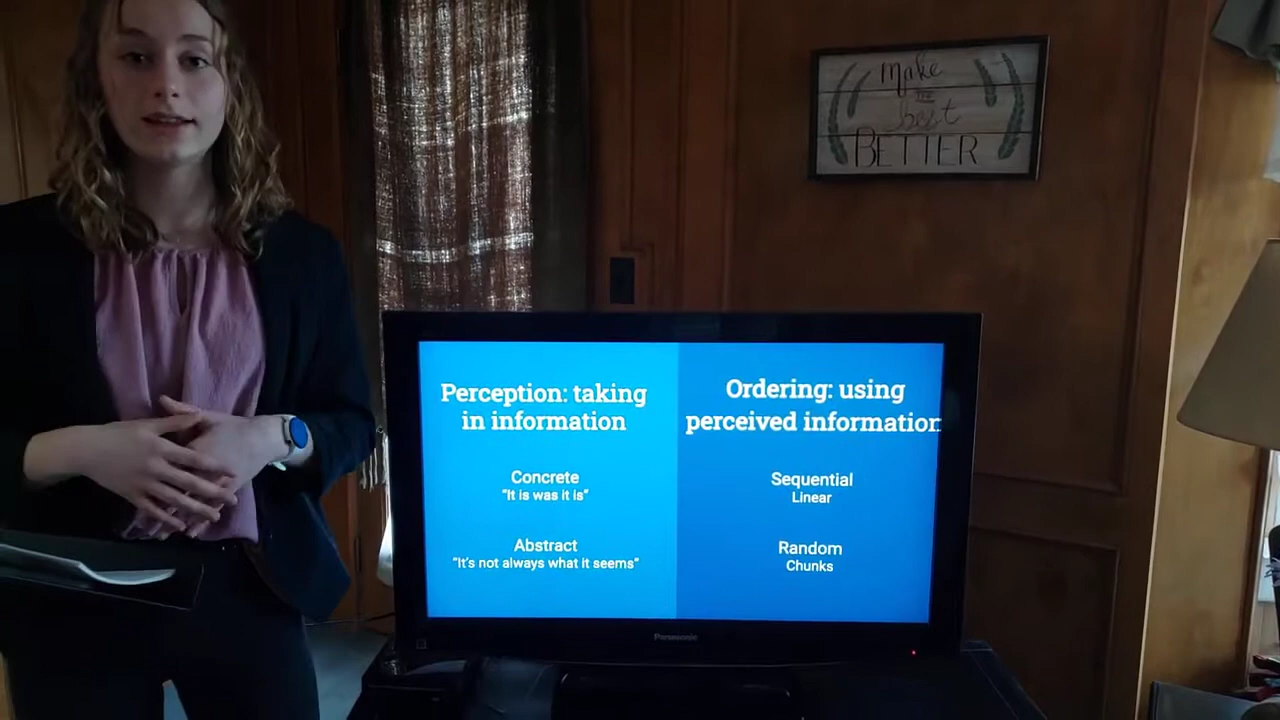 make
THE
best
BETTER
Perception: taking
in information
Concrete
"It is was it is"
Abstract
"It's not always what it seems"
Ordering: using
perceived information
Sequential
Linear
Random
Chunks
Panasonic